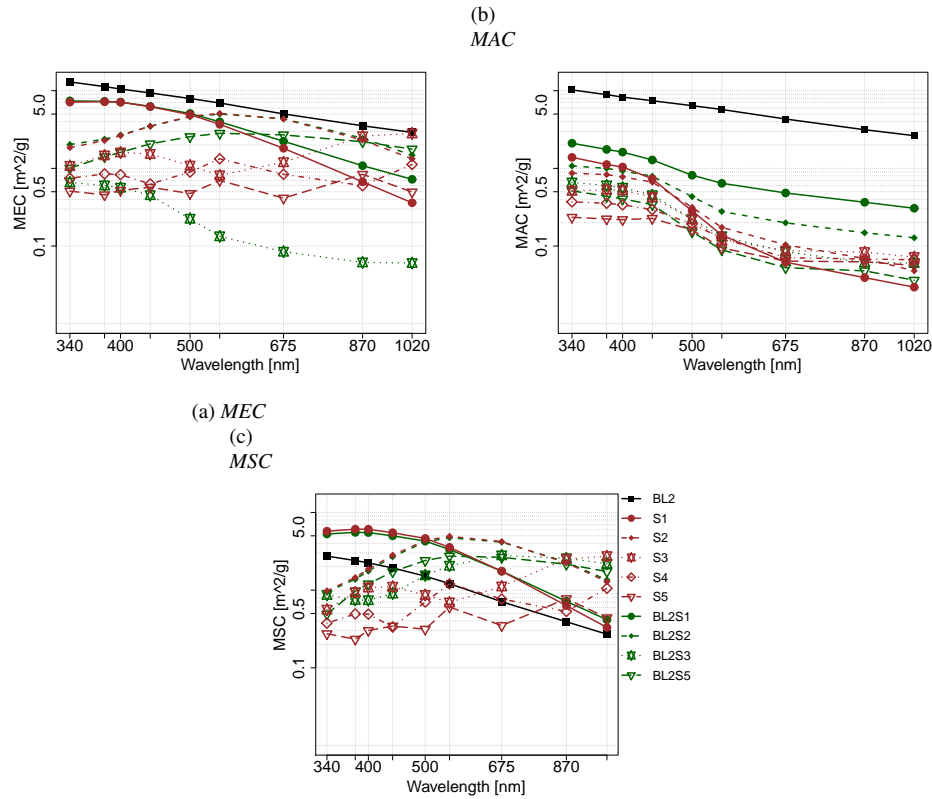 (b)
MAC
5.0
0.5
0.1
MEC [m^2/g]
340
400
500
675
870
1020
Wavelength [nm]
5.0
0.5
0.1
MAC [m^2/g]
340
400
500
675
870
1020
Wavelength [nm]
(a) MEC
(c)
MSC
5.0
0.5
0.1
MSC [m^2/g]
340
400
500
675
870
Wavelength [nm]
BL2
S1
S2
S3
S4
S5
BL2S1
BL2S2
BL2S3
BL2S5